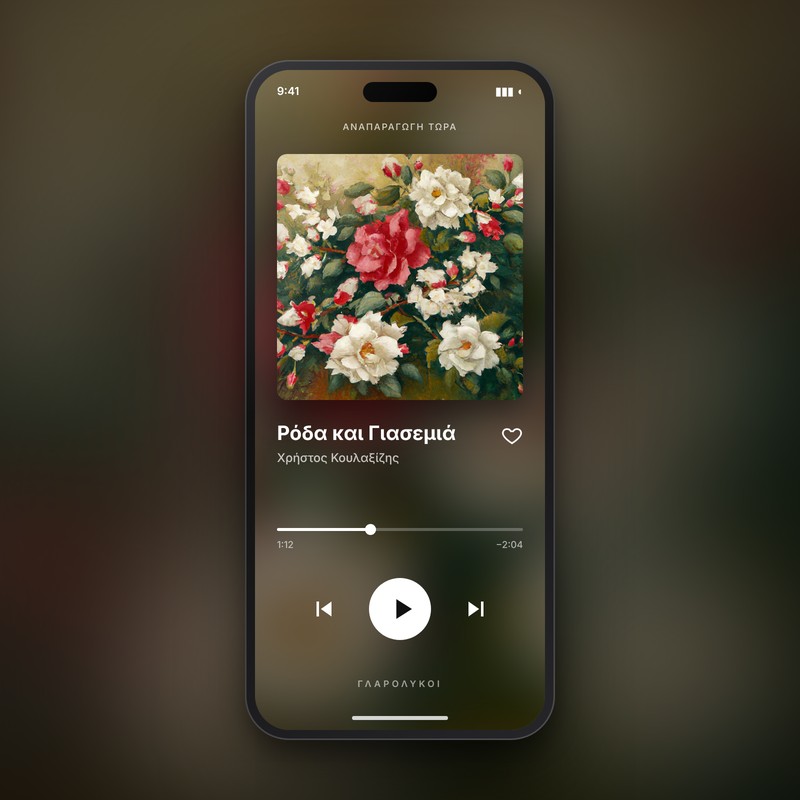 9:41
ΑΝΑΠΑΡΑΓΩΓΗ ΤΩΡΑ
Ρόδα και Γιασεμιά
Χρήστος Κουλαξίζης
1:12
−2:04
ΓΛΑΡΟΛΥΚΟΙ